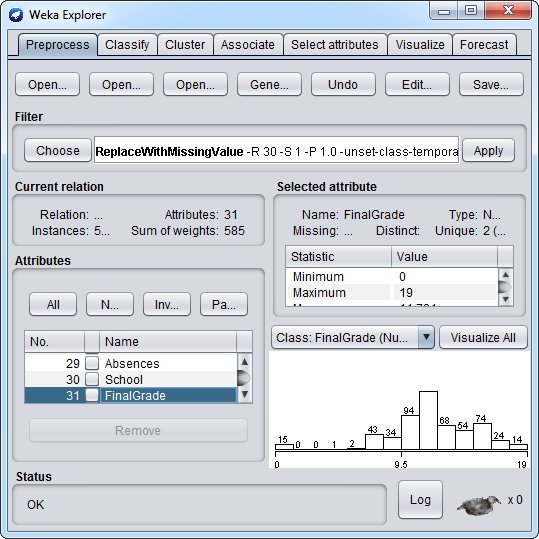 Weka Explorer
Preprocess Classify Cluster Associate Select attributes Visualize Forecast
Open... Open... Open... Gene... Undo Edit... Save...
Filter
Choose ReplaceWithMissingValue -R 30 -S 1 -P 1.0 -unset-class-tempora Apply
Current relation
Relation: ... Attributes: 31
Instances: 5... Sum of weights: 585
Selected attribute
Name: FinalGrade Type: N...
Missing: ... Distinct: Unique: 2 (...
Statistic Value
Minimum 0
Maximum 19
Attributes
All N... Inv... Pa...
No. Name
29 Absences
30 School
31 FinalGrade
Remove
Class: FinalGrade (Nu... Visualize All
15 0 0 1 2 43 34 94 68 54 74 24 14
0 9.5 19
Status
OK
Log x 0